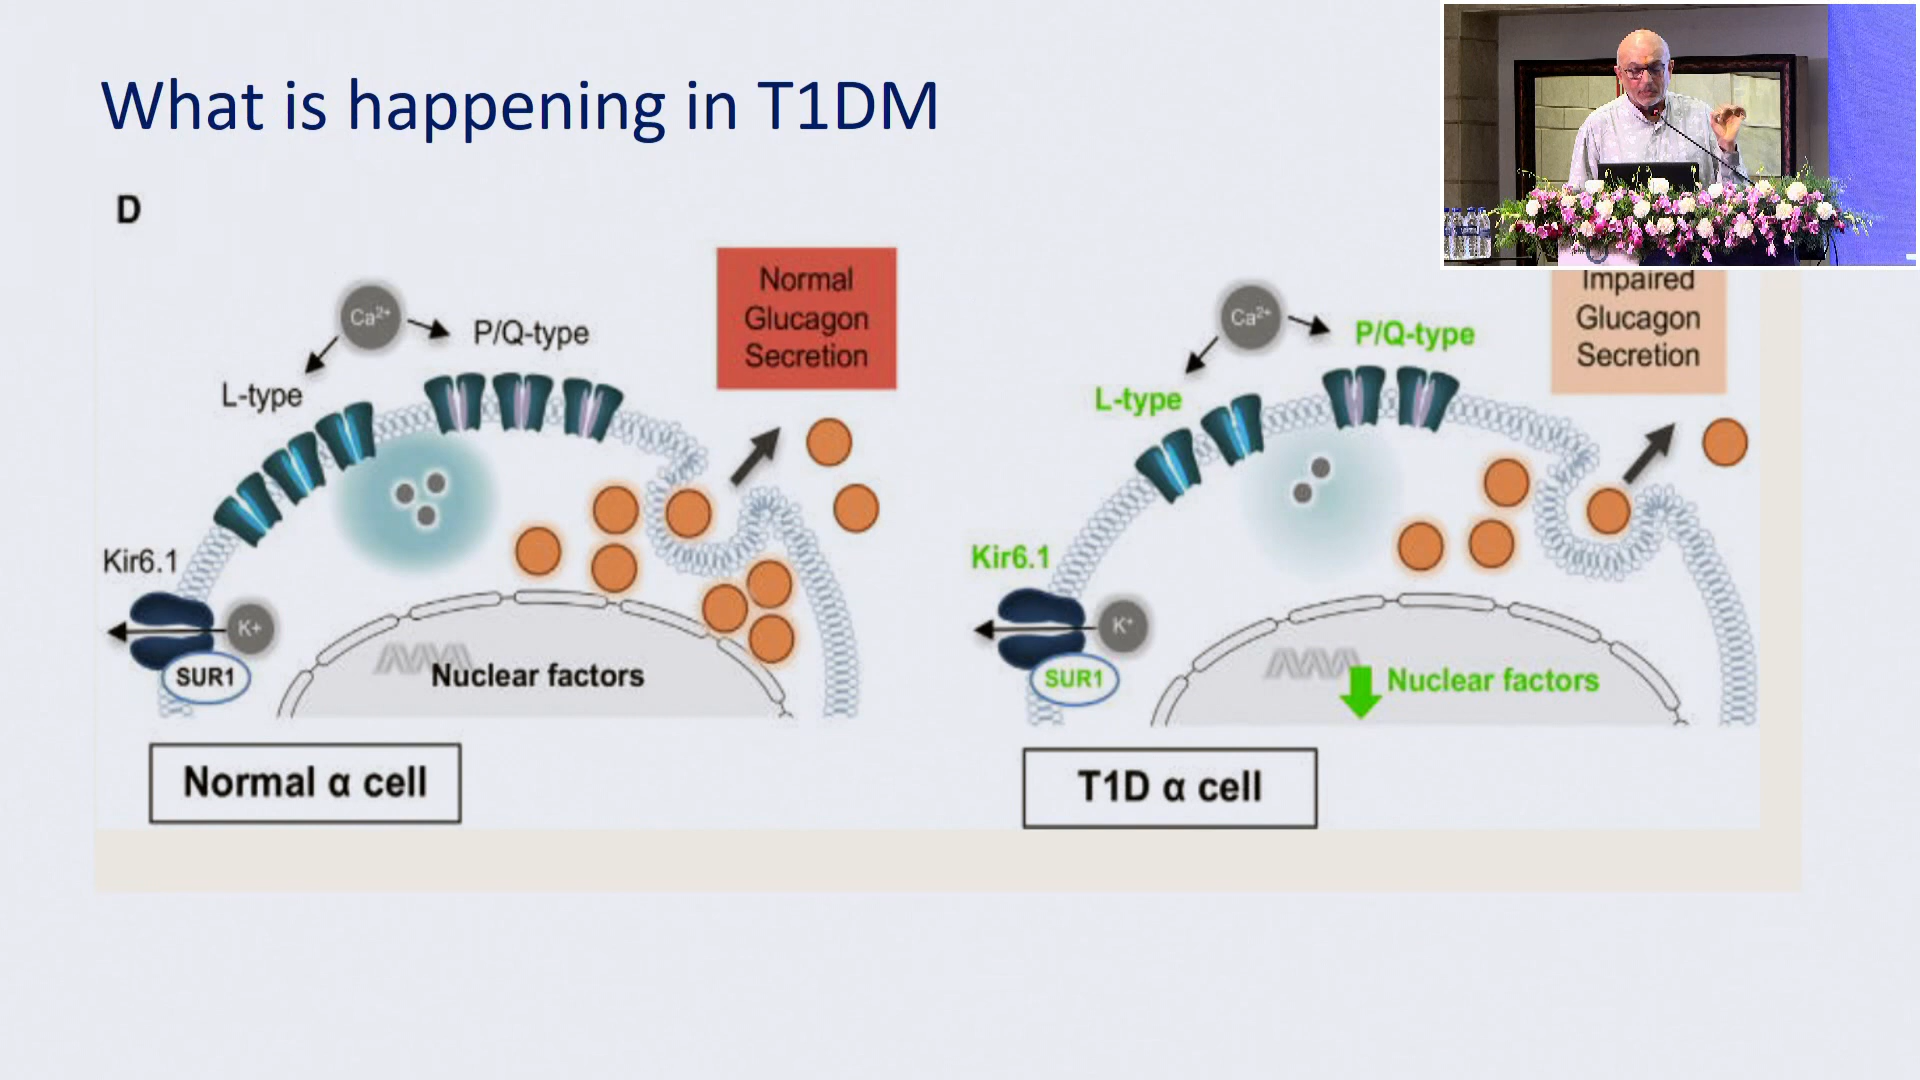 What is happening in T1DM
D
Ca²⁺
P/Q-type
L-type
Normal
Glucagon
Secretion
Kir6.1
K+
SUR1
Nuclear factors
Normal α cell
Ca²⁺
P/Q-type
L-type
Impaired
Glucagon
Secretion
Kir6.1
K⁺
SUR1
Nuclear factors
T1D α cell